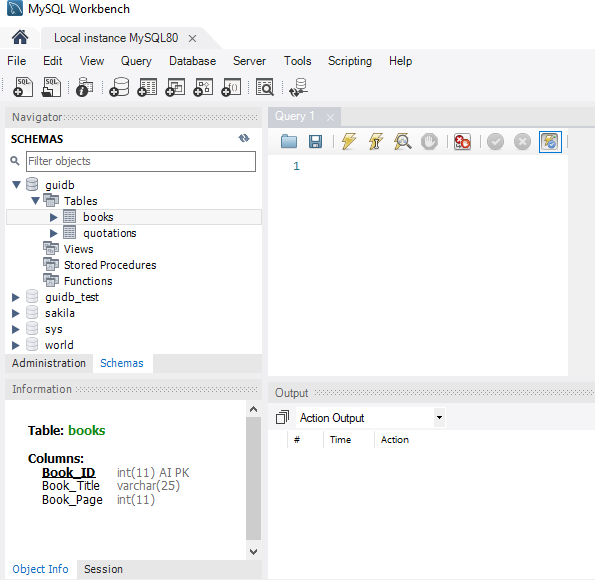 MySQL Workbench
Local instance MySQL80
File Edit View Query Database Server Tools Scripting Help
SQL SQL
Navigator
SCHEMAS
Filter objects
guidb
Tables
books
quotations
Views
Stored Procedures
Functions
guidb_test
sakila
sys
world
Administration Schemas
Information
Table: books
Columns:
Book_ID int(11) AI PK
Book_Title varchar(25)
Book_Page int(11)
Object Info Session
Query 1
1
Output
Action Output
# Time Action